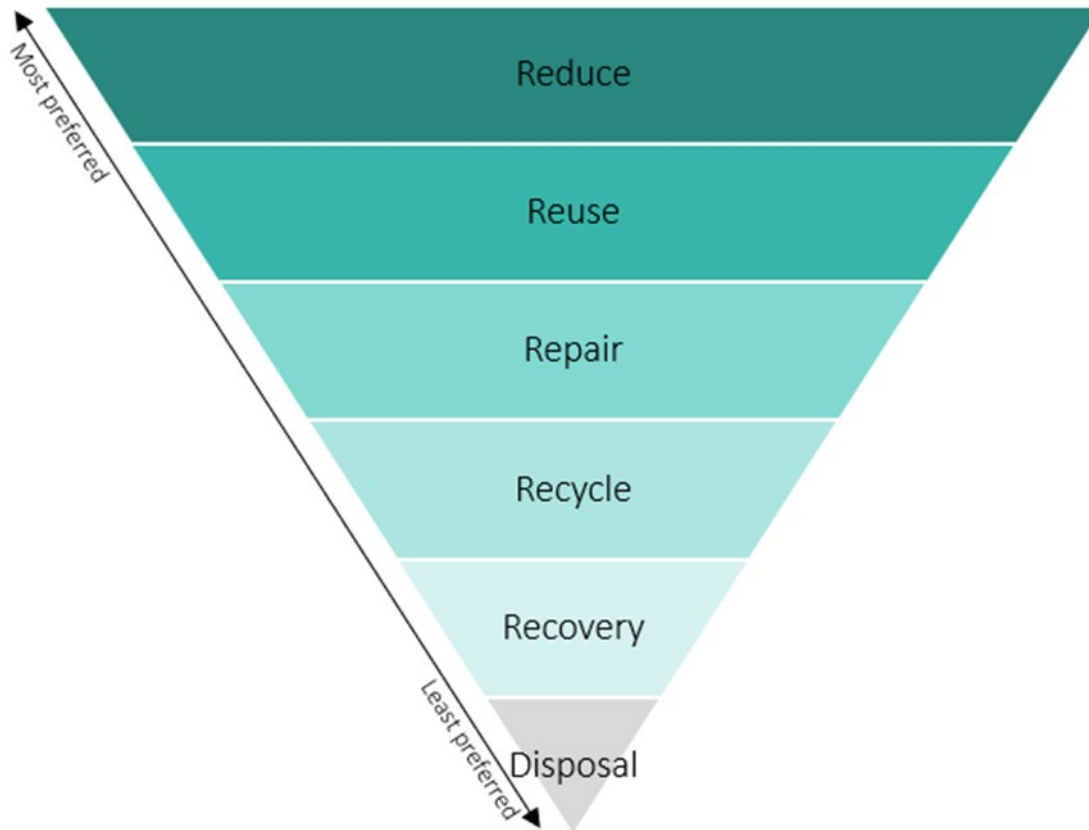 Most preferred
Reduce
Reuse
Repair
Recycle
Recovery
Least preferred
Disposal